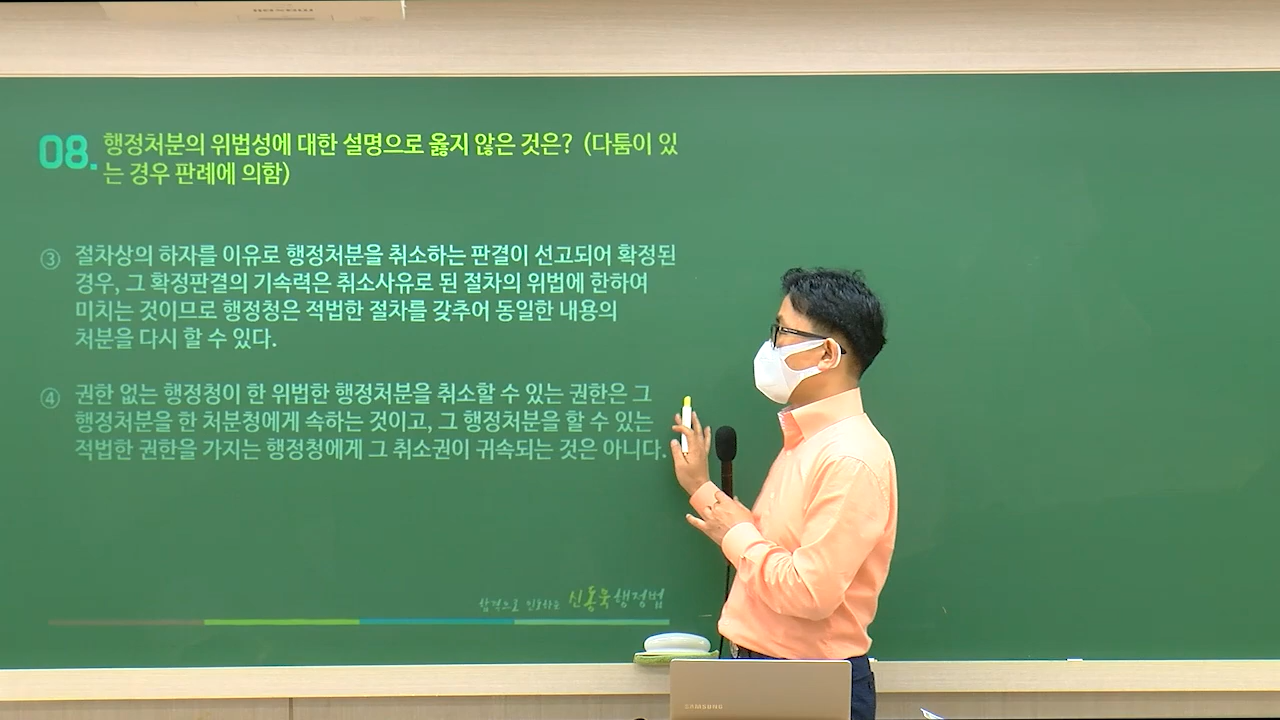 08. 행정처분의 위법성에 대한 설명으로 옳지 않은 것은? (다툼이 있
는 경우 판례에 의함)
③ 절차상의 하자를 이유로 행정처분을 취소하는 판결이 선고되어 확정된
경우, 그 확정판결의 기속력은 취소사유로 된 절차의 위법에 한하여
미치는 것이므로 행정청은 적법한 절차를 갖추어 동일한 내용의
처분을 다시 할 수 있다.
④ 권한 없는 행정청이 한 위법한 행정처분을 취소할 수 있는 권한은 그
행정처분을 한 처분청에게 속하는 것이고, 그 행정처분을 할 수 있는
적법한 권한을 가지는 행정청에게 그 취소권이 귀속되는 것은 아니다.
합격으로 인도하는 신동욱행정법
SAMSUNG